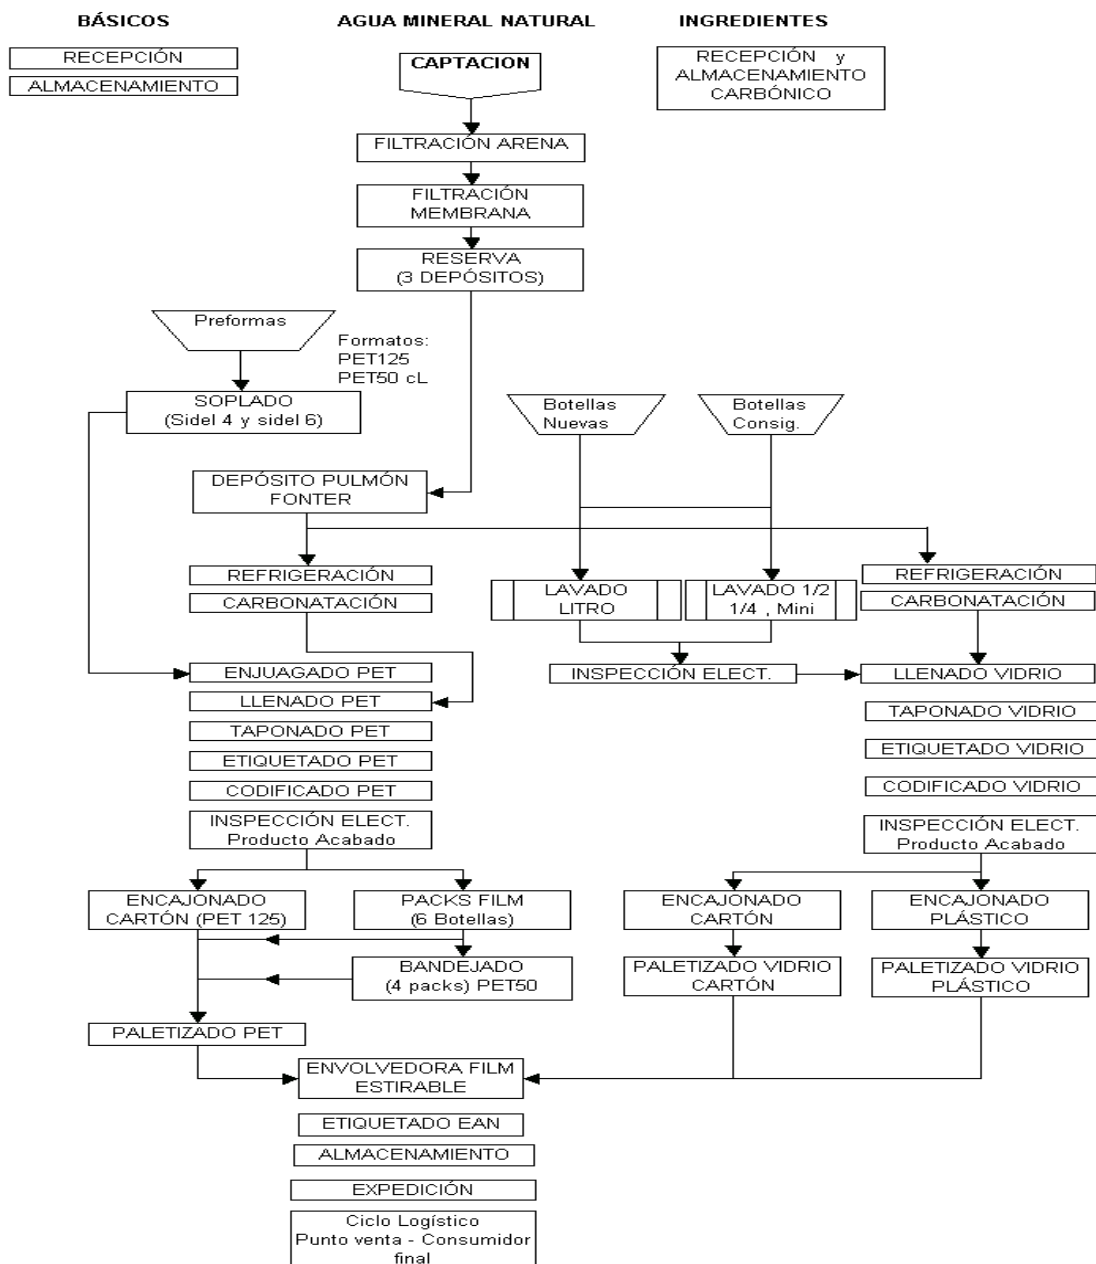 BÁSICOS
AGUA MINERAL NATURAL
INGREDIENTES
RECEPCIÓN
ALMACENAMIENTO
CAPTACION
RECEPCIÓN y
ALMACENAMIENTO
CARBÓNICO
FILTRACIÓN ARENA
FILTRACIÓN
MEMBRANA
RESERVA
(3 DEPÓSITOS)
Preformas
Formatos:
PET125
PET50 cL
SOPLADO
(Sidel 4 y sidel 6)
Botellas
Nuevas
Botellas
Consig.
DEPÓSITO PULMÓN
FONTER
REFRIGERACIÓN
CARBONATACIÓN
LAVADO
LITRO
LAVADO 1/2
1/4 , Mini
REFRIGERACIÓN
CARBONATACIÓN
ENJUAGADO PET
INSPECCIÓN ELECT.
LLENADO VIDRIO
LLENADO PET
TAPONADO PET
ETIQUETADO PET
CODIFICADO PET
INSPECCIÓN ELECT.
Producto Acabado
TAPONADO VIDRIO
ETIQUETADO VIDRIO
CODIFICADO VIDRIO
INSPECCIÓN ELECT.
Producto Acabado
ENCAJONADO
CARTÓN (PET 125)
PACKS FILM
(6 Botellas)
ENCAJONADO
CARTÓN
ENCAJONADO
PLÁSTICO
BANDEJADO
(4 packs) PET50
PALETIZADO VIDRIO
CARTÓN
PALETIZADO VIDRIO
PLÁSTICO
PALETIZADO PET
ENVOLVEDORA FILM
ESTIRABLE
ETIQUETADO EAN
ALMACENAMIENTO
EXPEDICIÓN
Ciclo Logístico
Punto venta - Consumidor
final